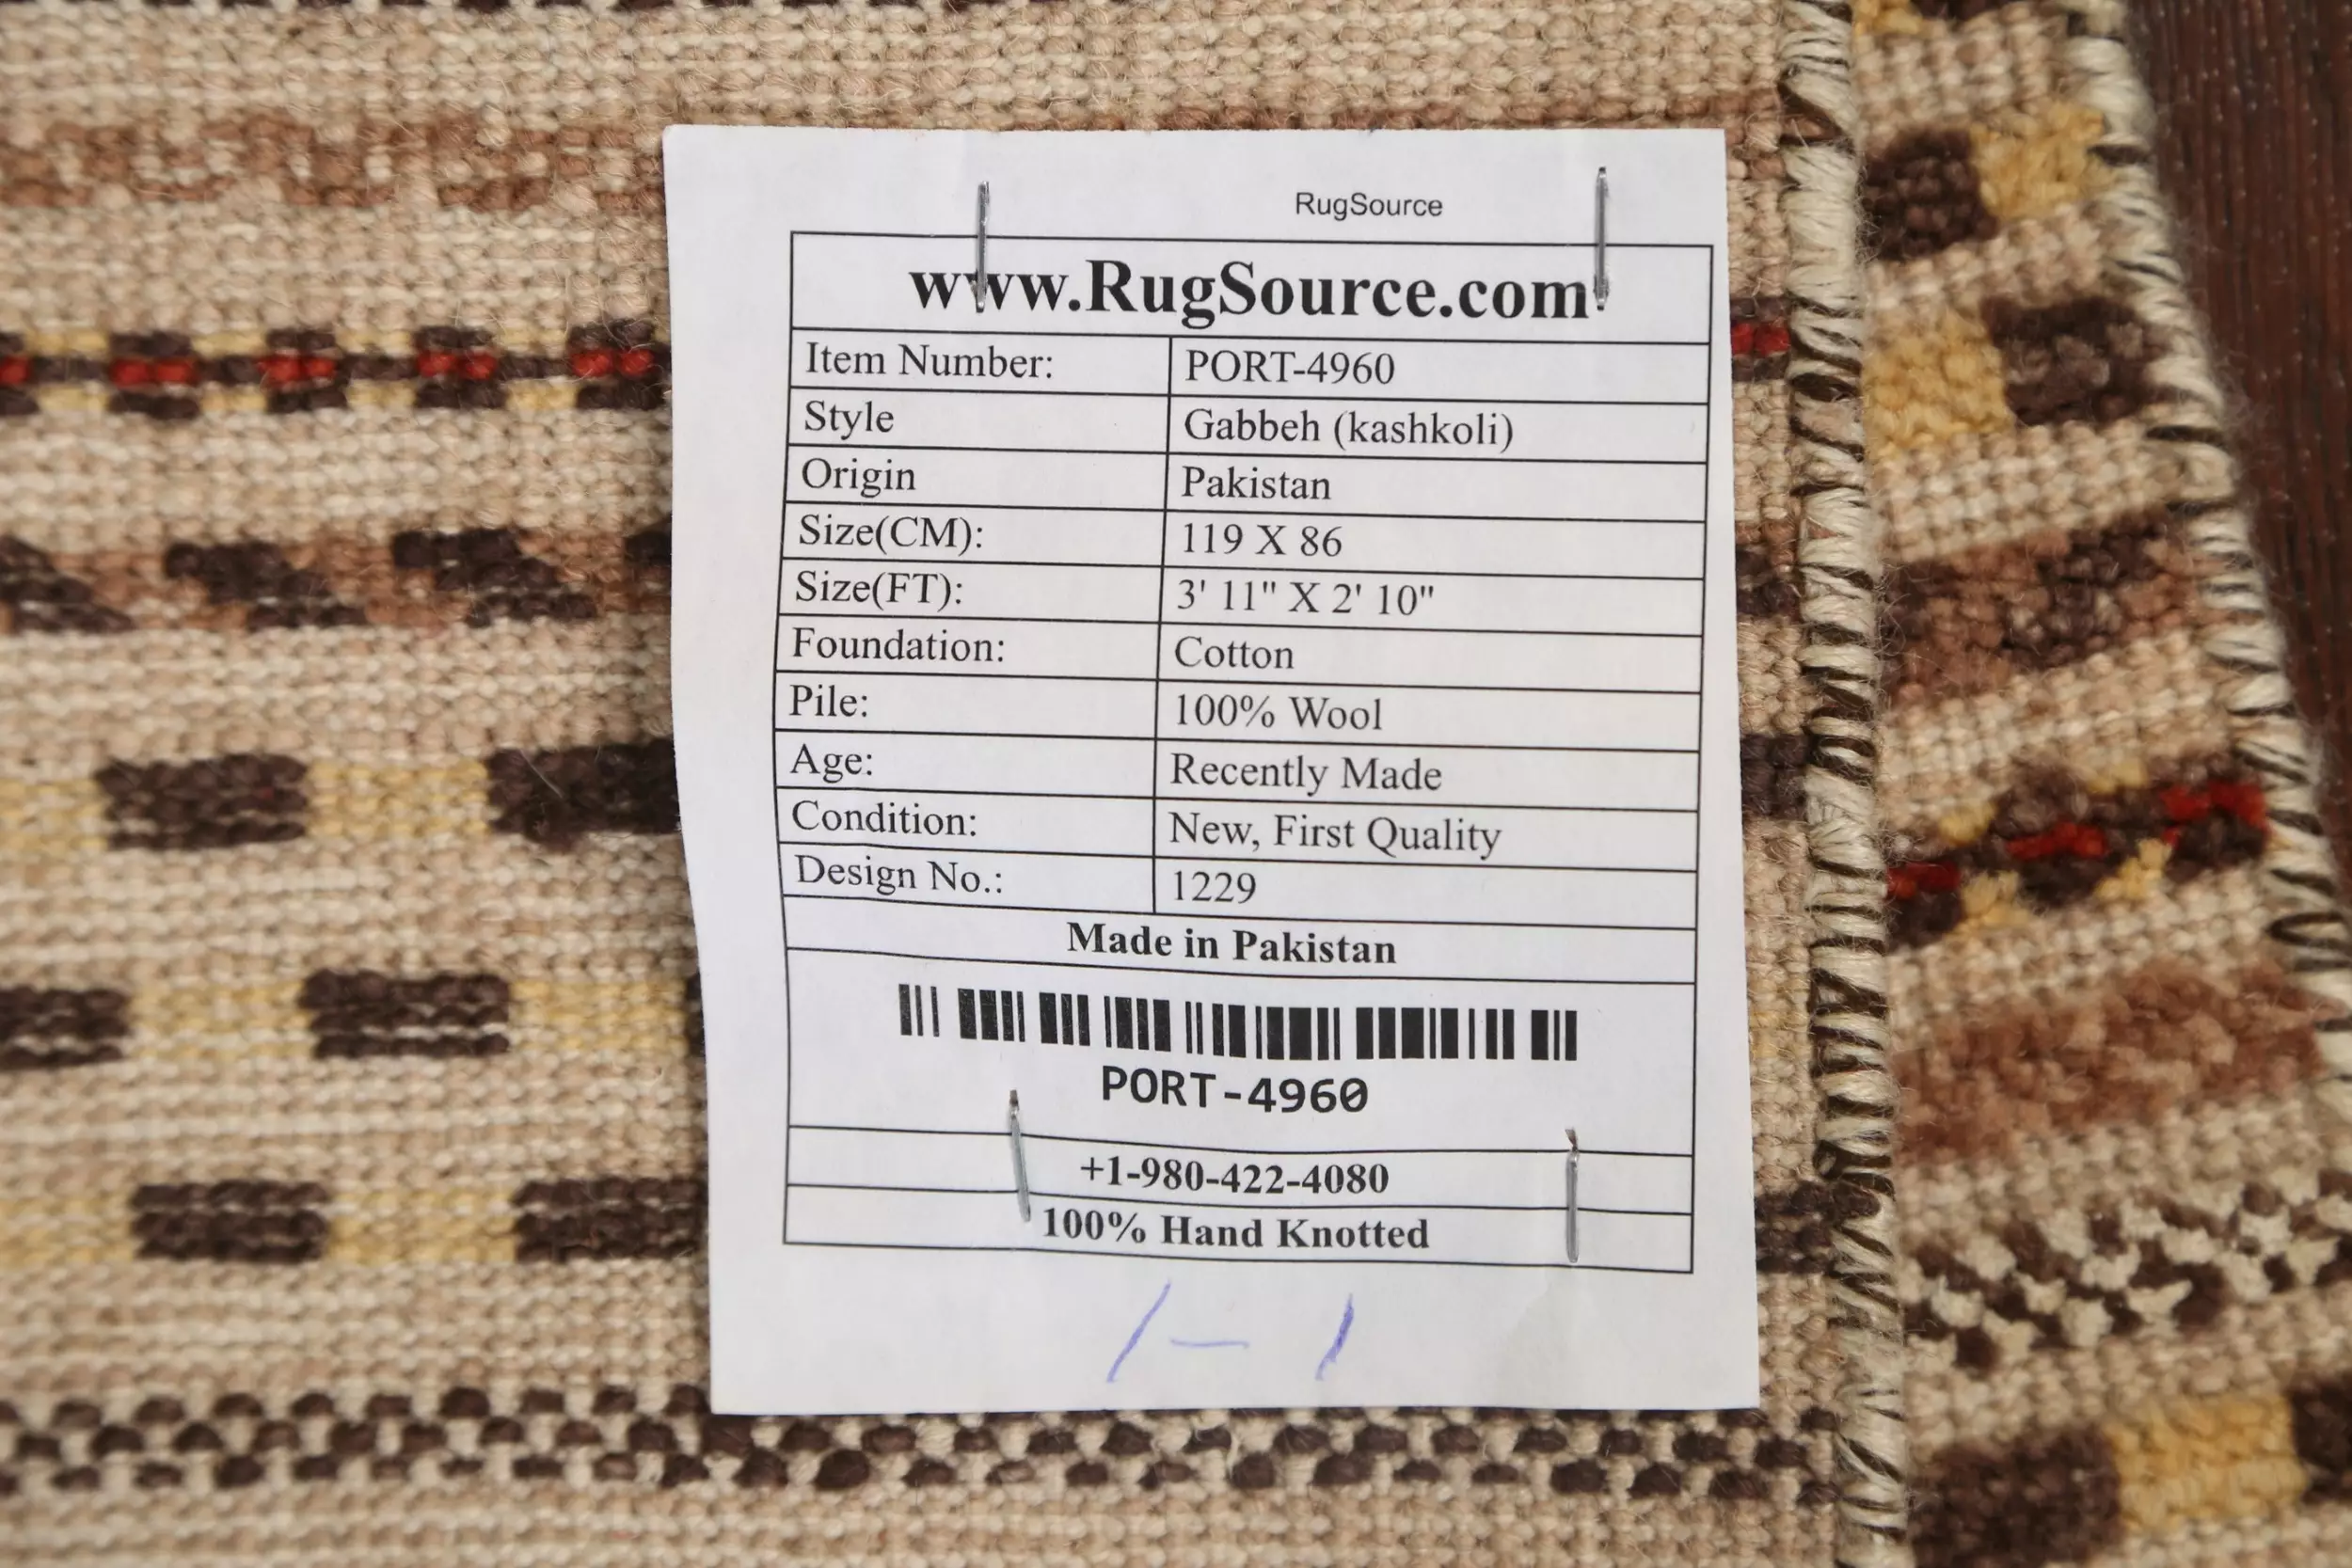 RugSource
www.RugSource.com
Item Number: PORT-4960
Style Gabbeh (kashkoli)
Origin Pakistan
Size(CM): 119 X 86
Size(FT): 3' 11" X 2' 10"
Foundation: Cotton
Pile: 100% Wool
Age: Recently Made
Condition: New, First Quality
Design No.: 1229
Made in Pakistan
PORT-4960
+1-980-422-4080
100% Hand Knotted
1-1